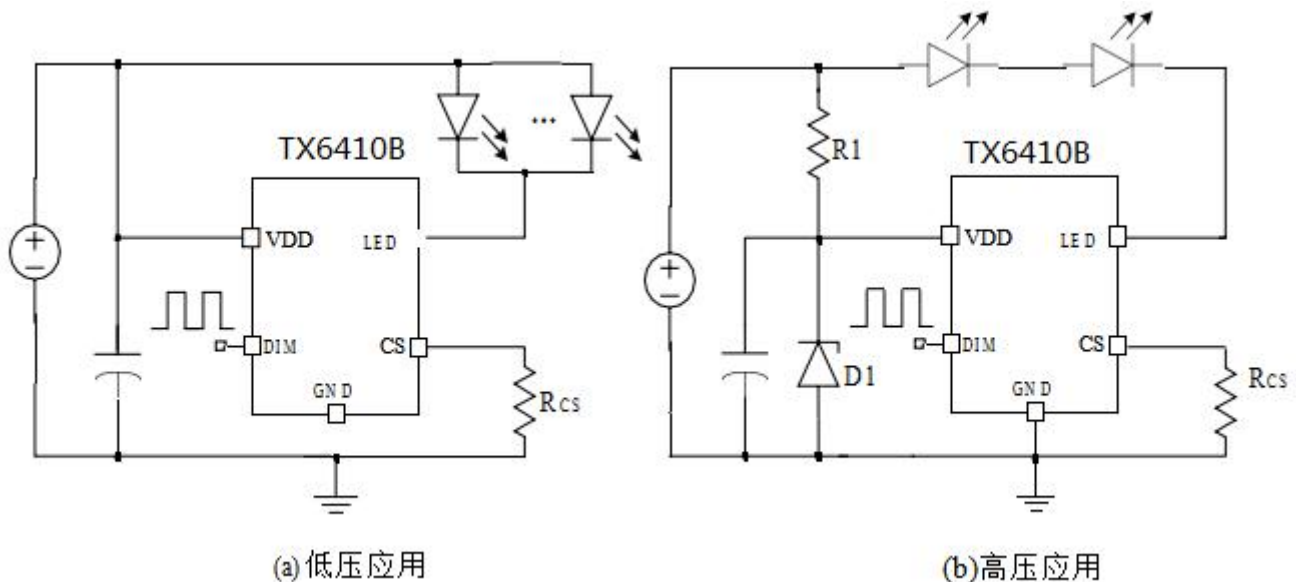 TX6410B
VDD
LED
DIM
CS
GND
RCS
+
−
...
(a)低压应用
R1
TX6410B
VDD
LED
DIM
CS
GND
D1
RCS
+
−
(b)高压应用